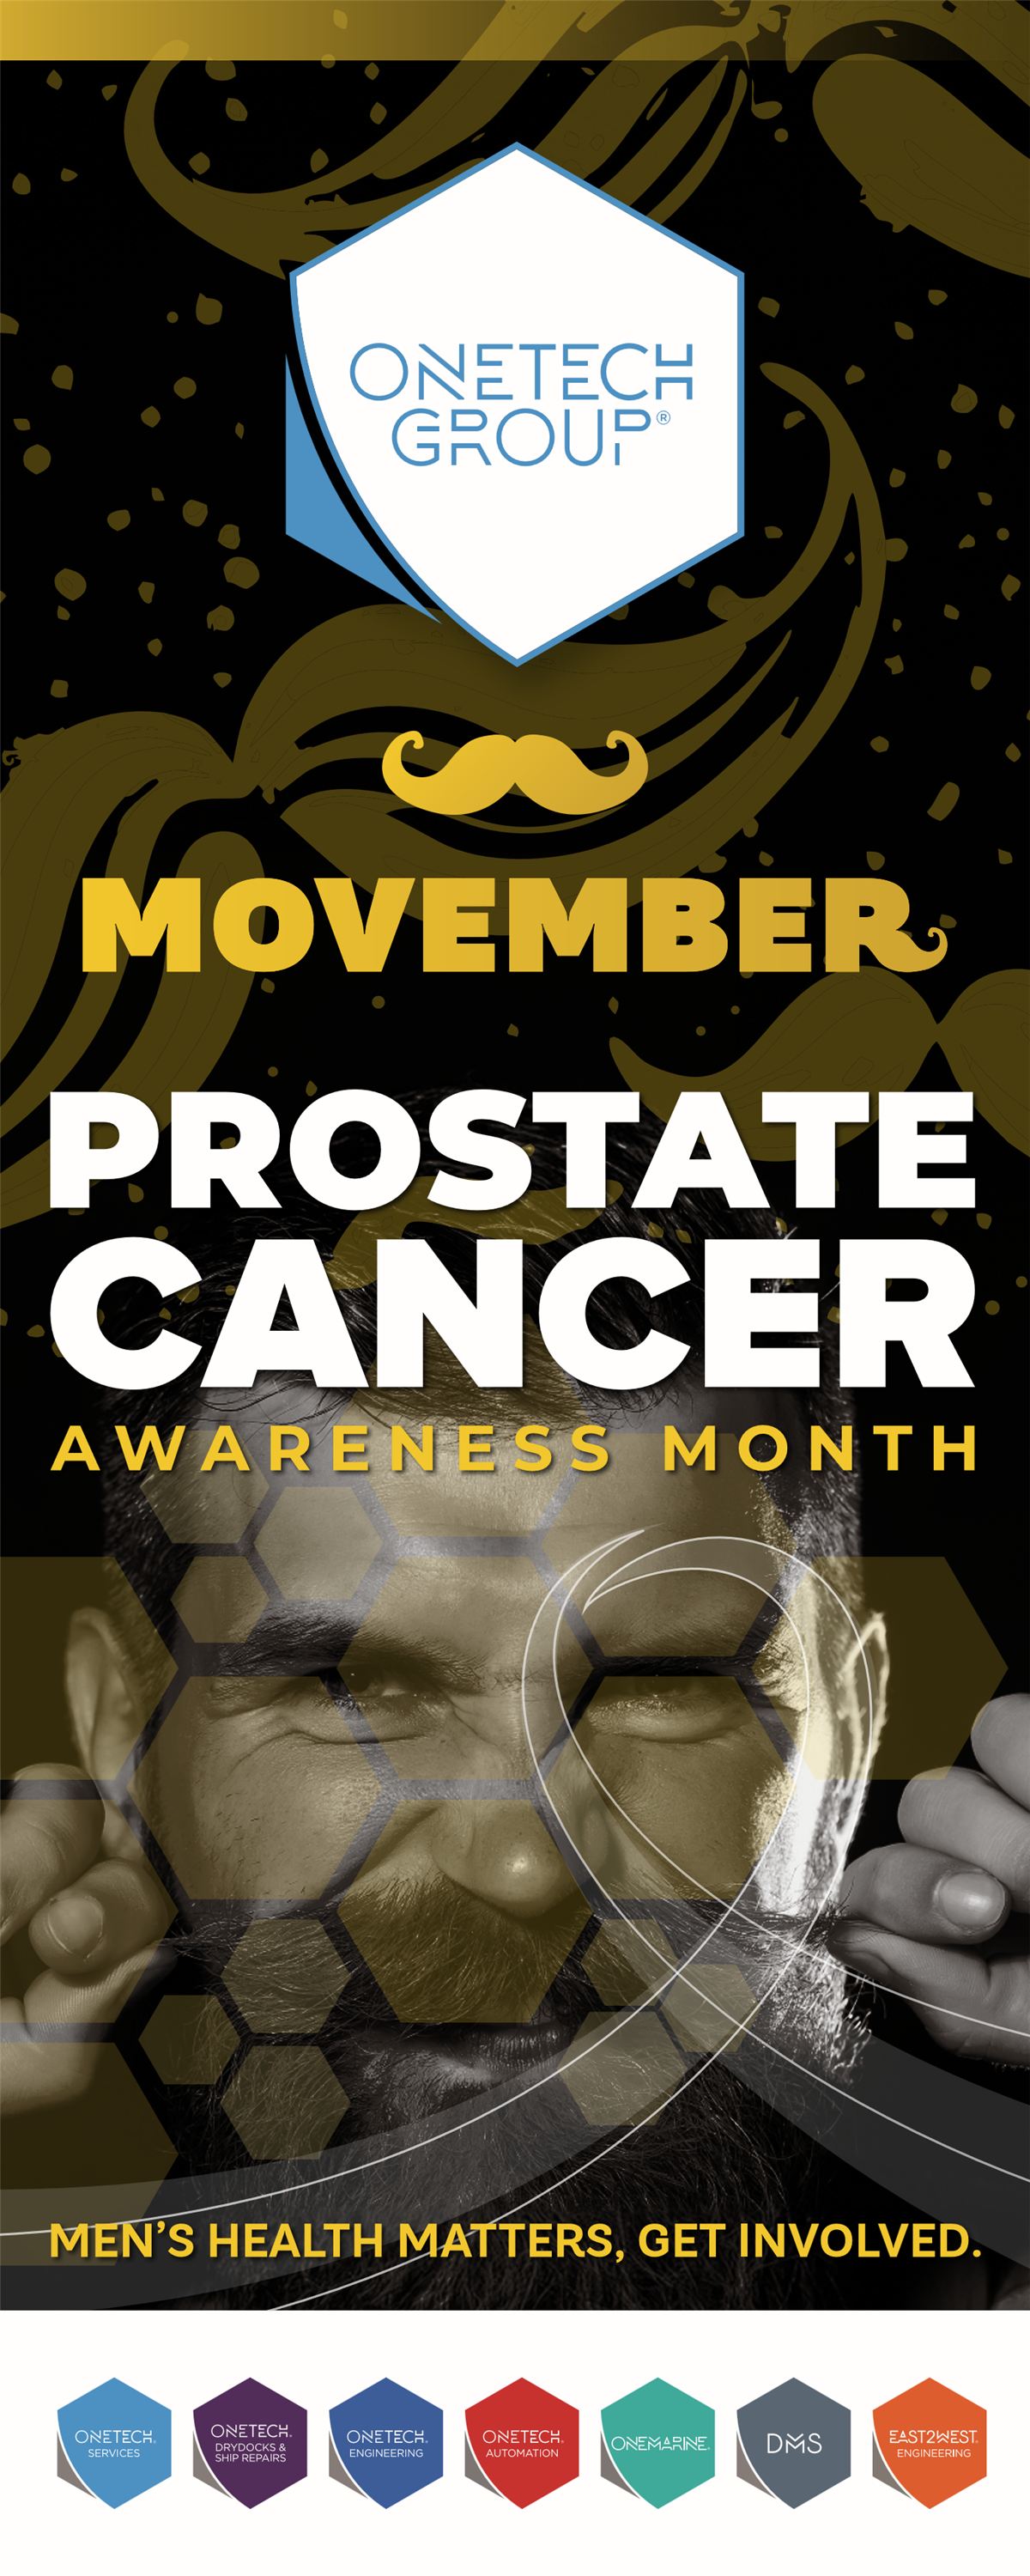 ONETECH
GROUP®
MOVEMBER
PROSTATE
CANCER
AWARENESS MONTH
MEN'S HEALTH MATTERS, GET INVOLVED.
ONETECH®
SERVICES
ONETECH®
DRYDOCKS &
SHIP REPAIRS
ONETECH®
ENGINEERING
ONETECH®
AUTOMATION
ONEMARINE®
DMS
EAST2WEST®
ENGINEERING